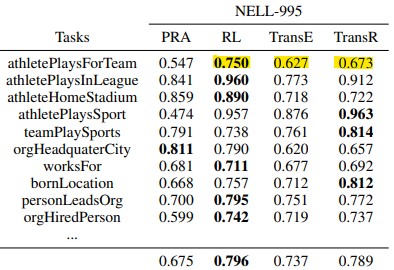 NELL-995
Tasks PRA RL TransE TransR
athletePlaysForTeam 0.547 0.750 0.627 0.673
athletePlaysInLeague 0.841 0.960 0.773 0.912
athleteHomeStadium 0.859 0.890 0.718 0.722
athletePlaysSport 0.474 0.957 0.876 0.963
teamPlaySports 0.791 0.738 0.761 0.814
orgHeadquaterCity 0.811 0.790 0.620 0.657
worksFor 0.681 0.711 0.677 0.692
bornLocation 0.668 0.757 0.712 0.812
personLeadsOrg 0.700 0.795 0.751 0.772
orgHiredPerson 0.599 0.742 0.719 0.737
...
0.675 0.796 0.737 0.789